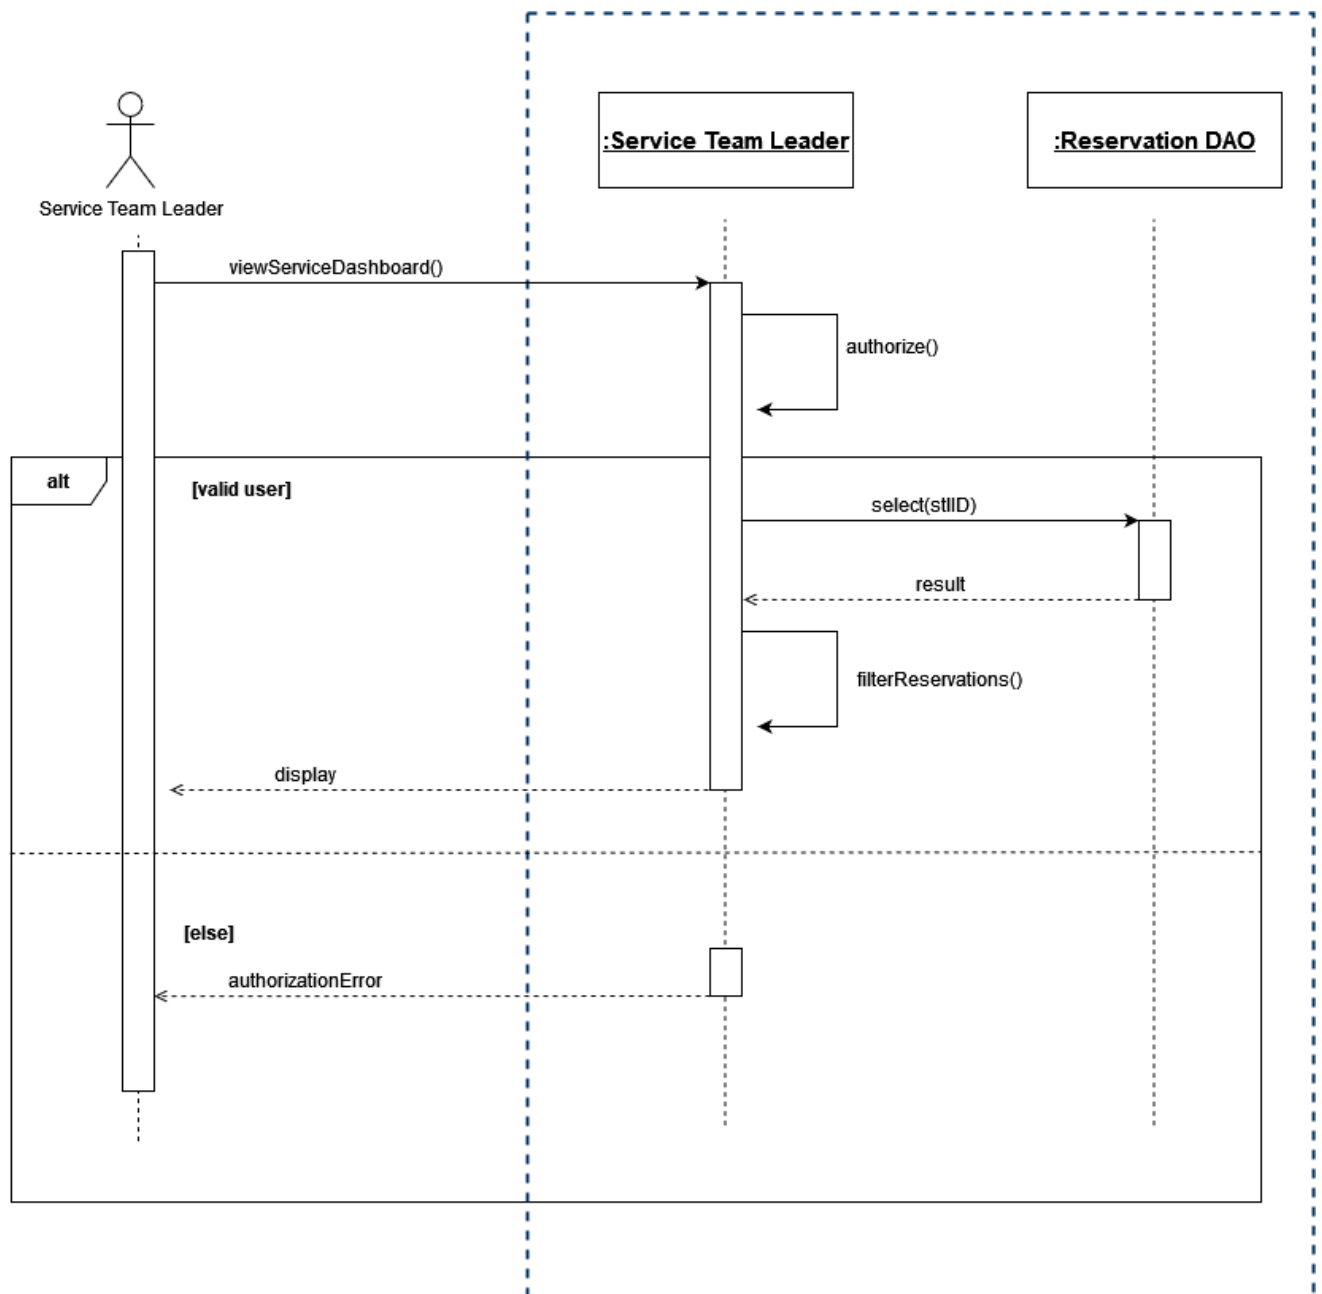 :Service Team Leader
:Reservation DAO
Service Team Leader
viewServiceDashboard()
authorize()
alt
[valid user]
select(stlID)
result
filterReservations()
display
[else]
authorizationError